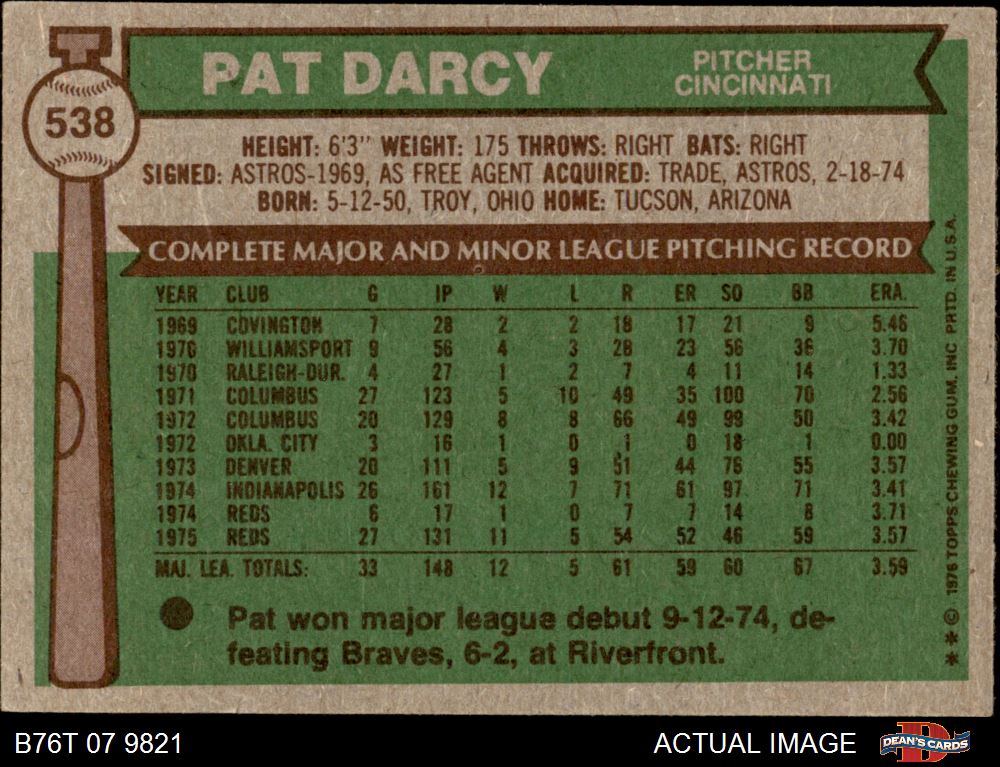 538
PAT DARCY
PITCHER
CINCINNATI
HEIGHT: 6'3" WEIGHT: 175 THROWS: RIGHT BATS: RIGHT
SIGNED: ASTROS-1969, AS FREE AGENT ACQUIRED: TRADE, ASTROS, 2-18-74
BORN: 5-12-50, TROY, OHIO HOME: TUCSON, ARIZONA
COMPLETE MAJOR AND MINOR LEAGUE PITCHING RECORD
YEAR CLUB G IP W L R ER SO BB ERA.
1969 COVINGTON 7 28 2 2 18 17 21 9 5.46
1970 WILLIAMSPORT 9 56 4 3 28 23 56 36 3.70
1970 RALEIGH-DUR. 4 27 1 2 7 4 11 14 1.33
1971 COLUMBUS 27 123 5 10 49 35 100 70 2.56
1972 COLUMBUS 20 129 8 8 66 49 99 50 3.42
1972 OKLA. CITY 3 16 1 0 1 0 18 1 0.00
1973 DENVER 20 111 5 9 51 44 76 55 3.57
1974 INDIANAPOLIS 26 161 12 7 71 61 97 71 3.41
1974 REDS 6 17 1 0 7 7 14 8 3.71
1975 REDS 27 131 11 5 54 52 46 59 3.57
MAJ. LEA. TOTALS: 33 148 12 5 61 59 60 67 3.59
Pat won major league debut 9-12-74, de-
feating Braves, 6-2, at Riverfront.
** © 1976 TOPPS CHEWING GUM, INC PRTD. IN U.S.A.
B76T 07 9821
ACTUAL IMAGE
DEAN'S CARDS